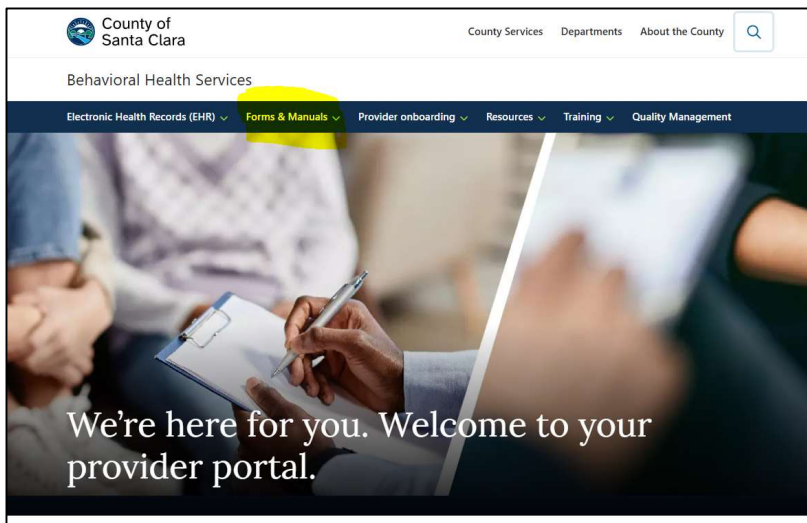 County of
Santa Clara
County Services Departments About the County
Behavioral Health Services
Electronic Health Records (EHR) Forms & Manuals Provider onboarding Resources Training Quality Management
We’re here for you. Welcome to your
provider portal.